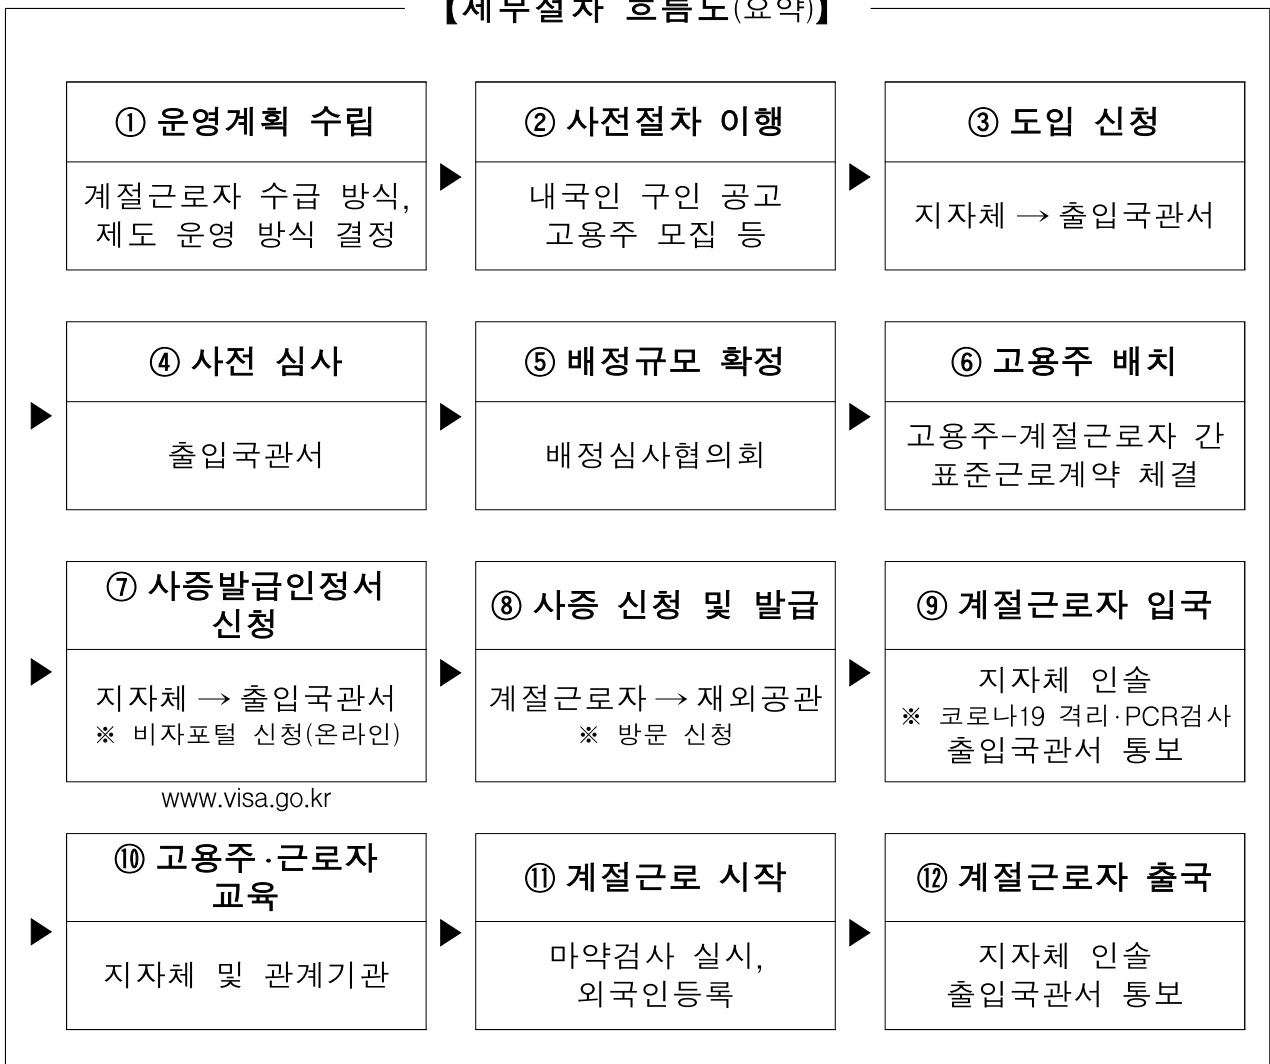 【세부절차 흐름도(요약)】
① 운영계획 수립
계절근로자 수급 방식,
제도 운영 방식 결정
▶
② 사전절차 이행
내국인 구인 공고
고용주 모집 등
▶
③ 도입 신청
지자체 → 출입국관서
▶
④ 사전 심사
출입국관서
▶
⑤ 배정규모 확정
배정심사협의회
▶
⑥ 고용주 배치
고용주-계절근로자 간
표준근로계약 체결
▶
⑦ 사증발급인정서
신청
지자체 → 출입국관서
※ 비자포털 신청(온라인)
www.visa.go.kr
▶
⑧ 사증 신청 및 발급
계절근로자 → 재외공관
※ 방문 신청
▶
⑨ 계절근로자 입국
지자체 인솔
※ 코로나19 격리·PCR검사
출입국관서 통보
▶
⑩ 고용주·근로자
교육
지자체 및 관계기관
▶
⑪ 계절근로 시작
마약검사 실시,
외국인등록
▶
⑫ 계절근로자 출국
지자체 인솔
출입국관서 통보